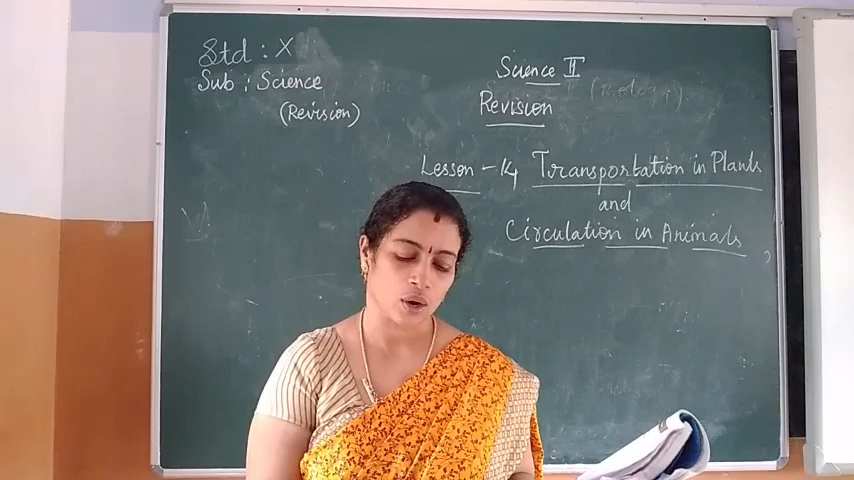 Std : X
Sub : Science
(Revision)
Science II
Revision
Lesson - 14 Transportation in Plants
and
Circulation in Animals